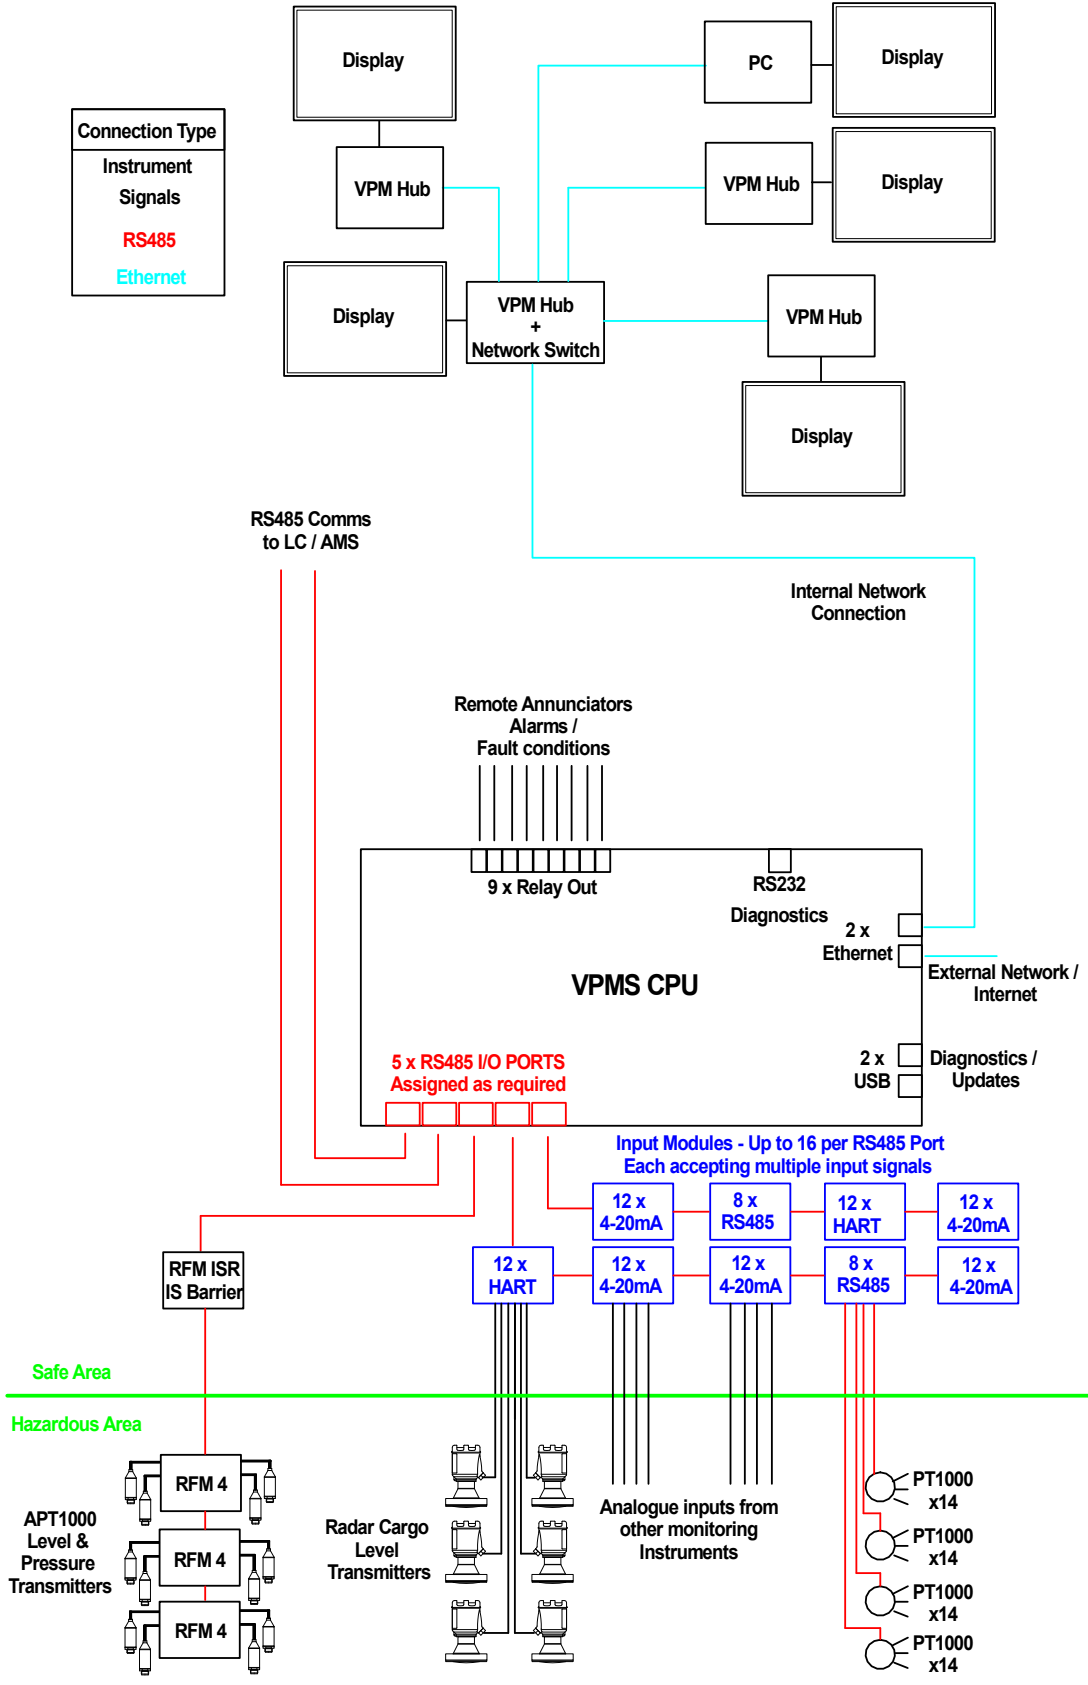 Display
PC
Display
Connection Type
Instrument
Signals
RS485
Ethernet
VPM Hub
VPM Hub
Display
Display
VPM Hub
+
Network Switch
VPM Hub
Display
RS485 Comms
to LC / AMS
Internal Network
Connection
Remote Annunciators
Alarms /
Fault conditions
9 x Relay Out
RS232
Diagnostics
2 x
Ethernet
External Network /
Internet
VPMS CPU
5 x RS485 I/O PORTS
Assigned as required
2 x
USB
Diagnostics /
Updates
Input Modules - Up to 16 per RS485 Port
Each accepting multiple input signals
12 x
4-20mA
8 x
RS485
12 x
HART
12 x
4-20mA
RFM ISR
IS Barrier
12 x
HART
12 x
4-20mA
12 x
4-20mA
8 x
RS485
12 x
4-20mA
Safe Area
Hazardous Area
APT1000
Level &
Pressure
Transmitters
RFM 4
RFM 4
RFM 4
Radar Cargo
Level
Transmitters
Analogue inputs from
other monitoring
Instruments
PT1000
x14
PT1000
x14
PT1000
x14
PT1000
x14